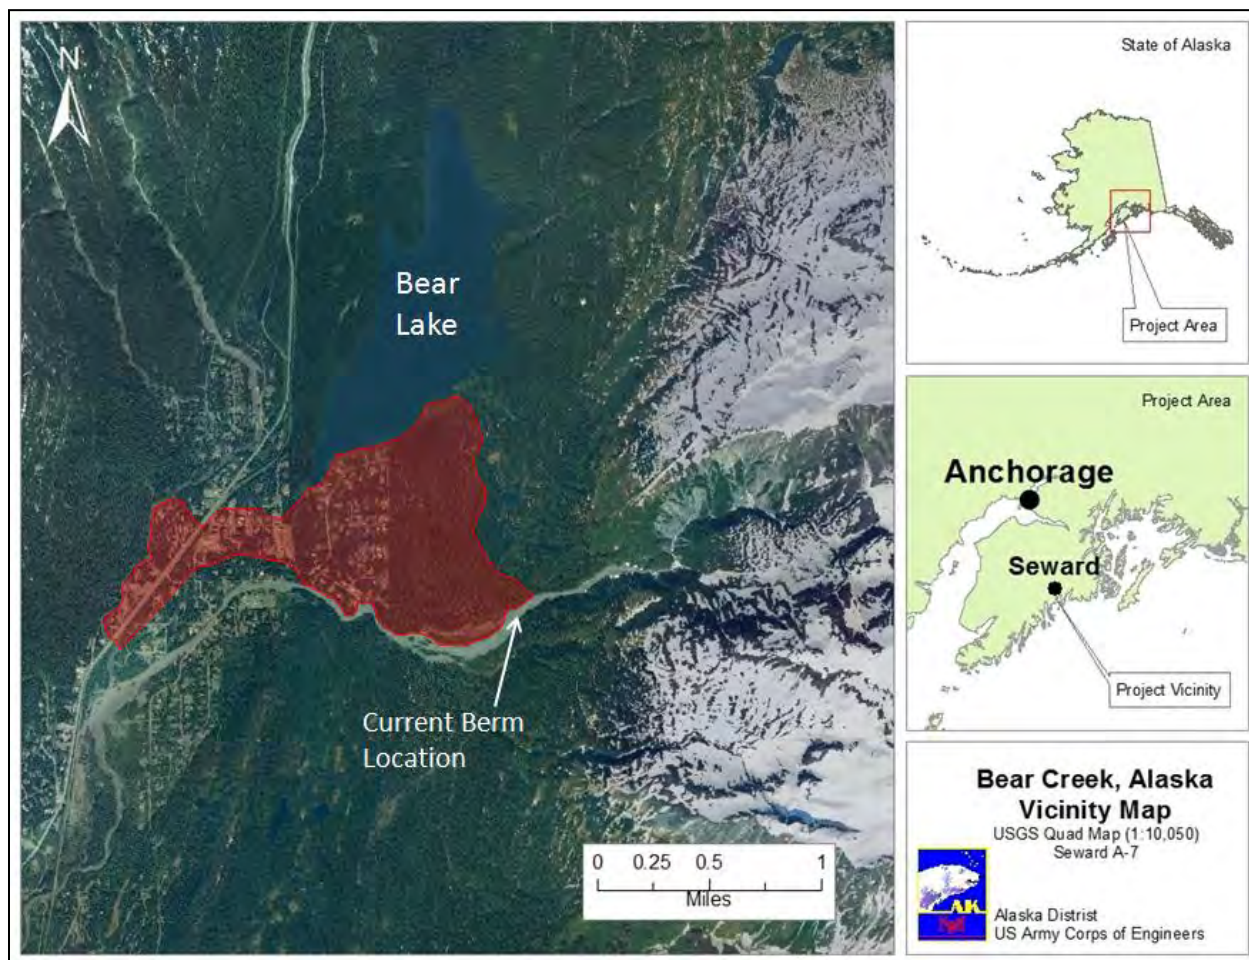 N
Bear
Lake
Current Berm
Location
0 0.25 0.5 1
Miles
State of Alaska
Project Area
Project Area
Anchorage
Seward
Project Vicinity
Bear Creek, Alaska
Vicinity Map
USGS Quad Map (1:10,050)
Seward A-7
AK
Alaska District
US Army Corps of Engineers